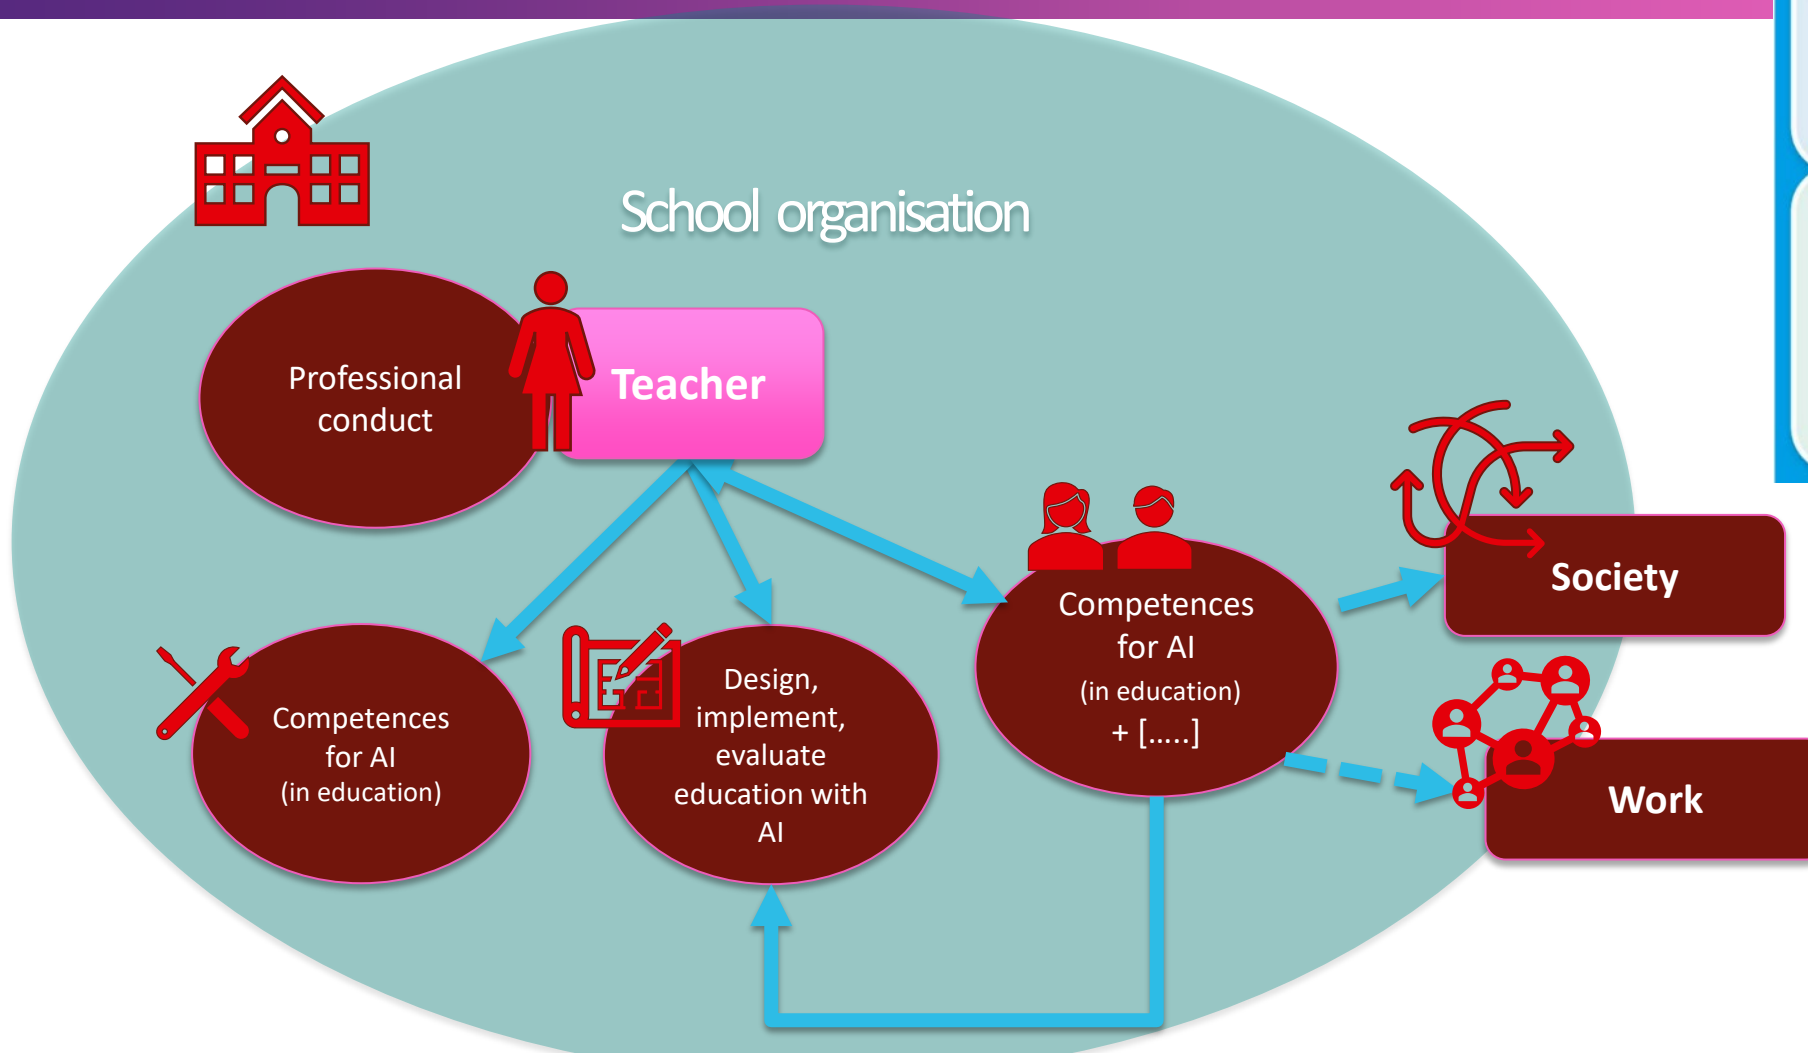 School organisation
Professional
conduct
Teacher
Competences
for AI
(in education)
Design,
implement,
evaluate
education with
AI
Competences
for AI
(in education)
+ [.....]
Society
Work